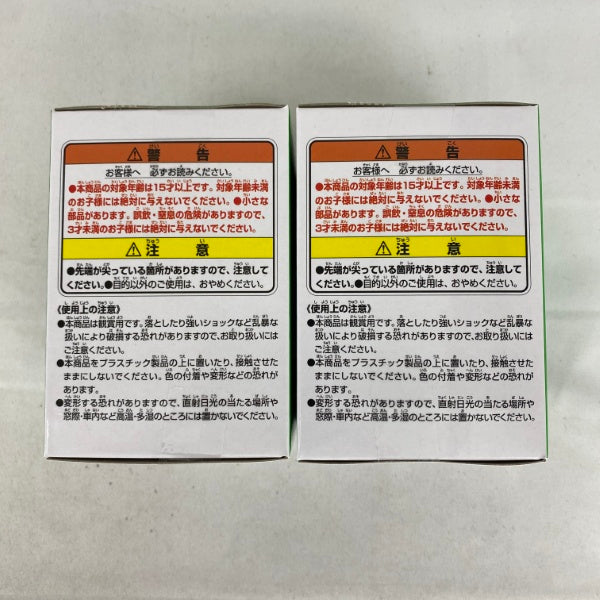 ⚠警告
お客様へ 必ずお読みください。
●本商品の対象年齢は15才以上です。対象年齢未満
のお子様には絶対に与えないでください。●小さな
部品があります。誤飲・窒息の危険がありますので、
3才未満のお子様には絶対に与えないでください。
⚠注意
●先端が尖っている箇所がありますので、注意して
ください。●目的以外のご使用は、おやめください。
《使用上の注意》
●本商品は観賞用です。落としたり強いショックなど乱暴な
扱いにより破損する恐れがありますので、お取り扱いには
ご注意ください。
●本商品をプラスチック製品の上に置いたり、接触させた
ままにしないでください。色の付着や変形などの恐れが
あります。
●変形する恐れがありますので、直射日光の当たる場所や
窓際・車内など高温・多湿のところには置かないでください。
⚠警告
お客様へ 必ずお読みください。
●本商品の対象年齢は15才以上です。対象年齢未満
のお子様には絶対に与えないでください。●小さな
部品があります。誤飲・窒息の危険がありますので、
3才未満のお子様には絶対に与えないでください。
⚠注意
●先端が尖っている箇所がありますので、注意して
ください。●目的以外のご使用は、おやめください。
《使用上の注意》
●本商品は観賞用です。落としたり強いショックなど乱暴な
扱いにより破損する恐れがありますので、お取り扱いには
ご注意ください。
●本商品をプラスチック製品の上に置いたり、接触させた
ままにしないでください。色の付着や変形などの恐れが
あります。
●変形する恐れがありますので、直射日光の当たる場所や
窓際・車内など高温・多湿のところには置かないでください。